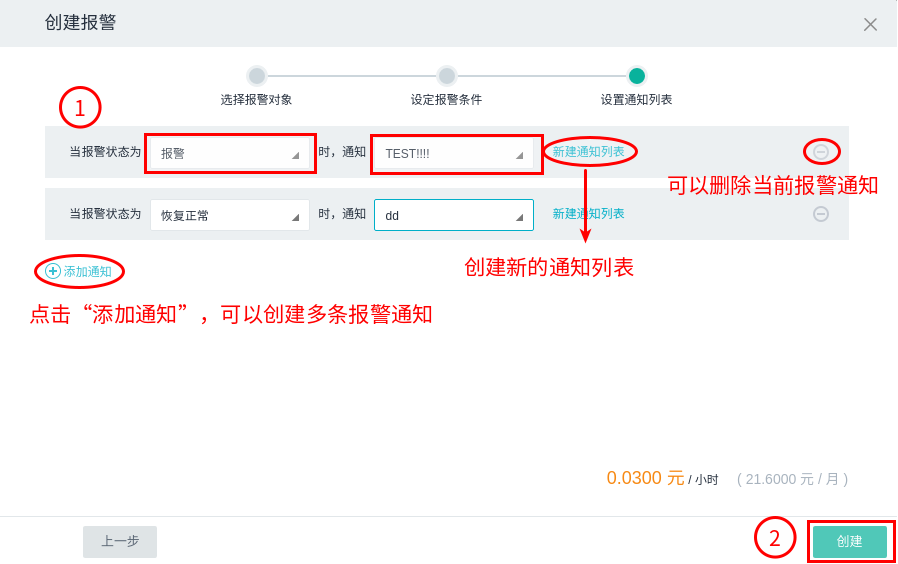 创建报警
选择报警对象
设定报警条件
设置通知列表
1
当报警状态为 报警 时，通知 TEST!!!! 新建通知列表
可以删除当前报警通知
当报警状态为 恢复正常 时，通知 dd 新建通知列表
创建新的通知列表
添加通知
点击“添加通知”，可以创建多条报警通知
0.0300 元 / 小时 ( 21.6000 元 / 月 )
上一步
2
创建